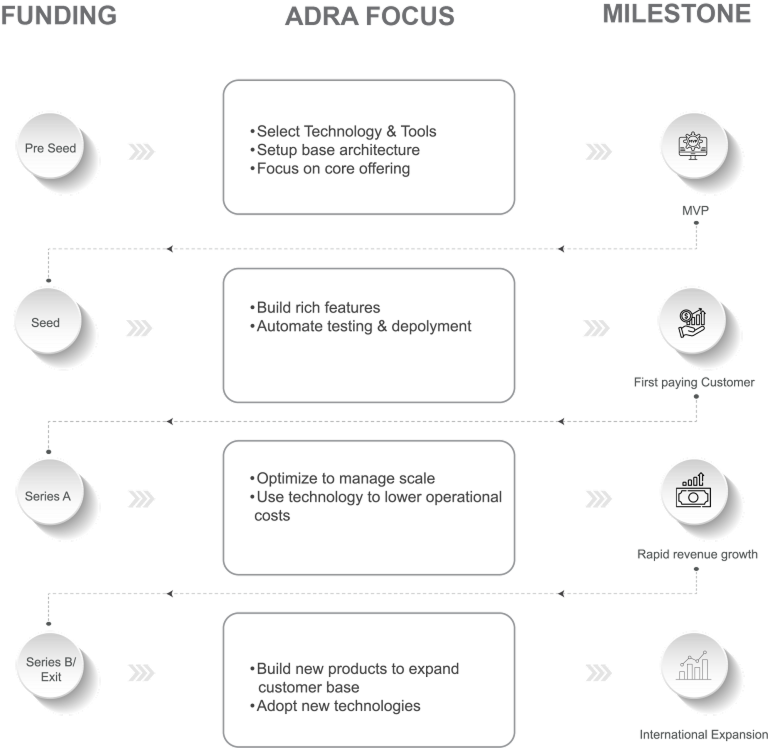 FUNDING
ADRA FOCUS
MILESTONE
Pre Seed
•Select Technology & Tools
•Setup base architecture
•Focus on core offering
MVP
MVP
Seed
•Build rich features
•Automate testing & depolyment
First paying Customer
Series A
•Optimize to manage scale
•Use technology to lower operational
costs
Rapid revenue growth
Series B/
Exit
•Build new products to expand
customer base
•Adopt new technologies
International Expansion